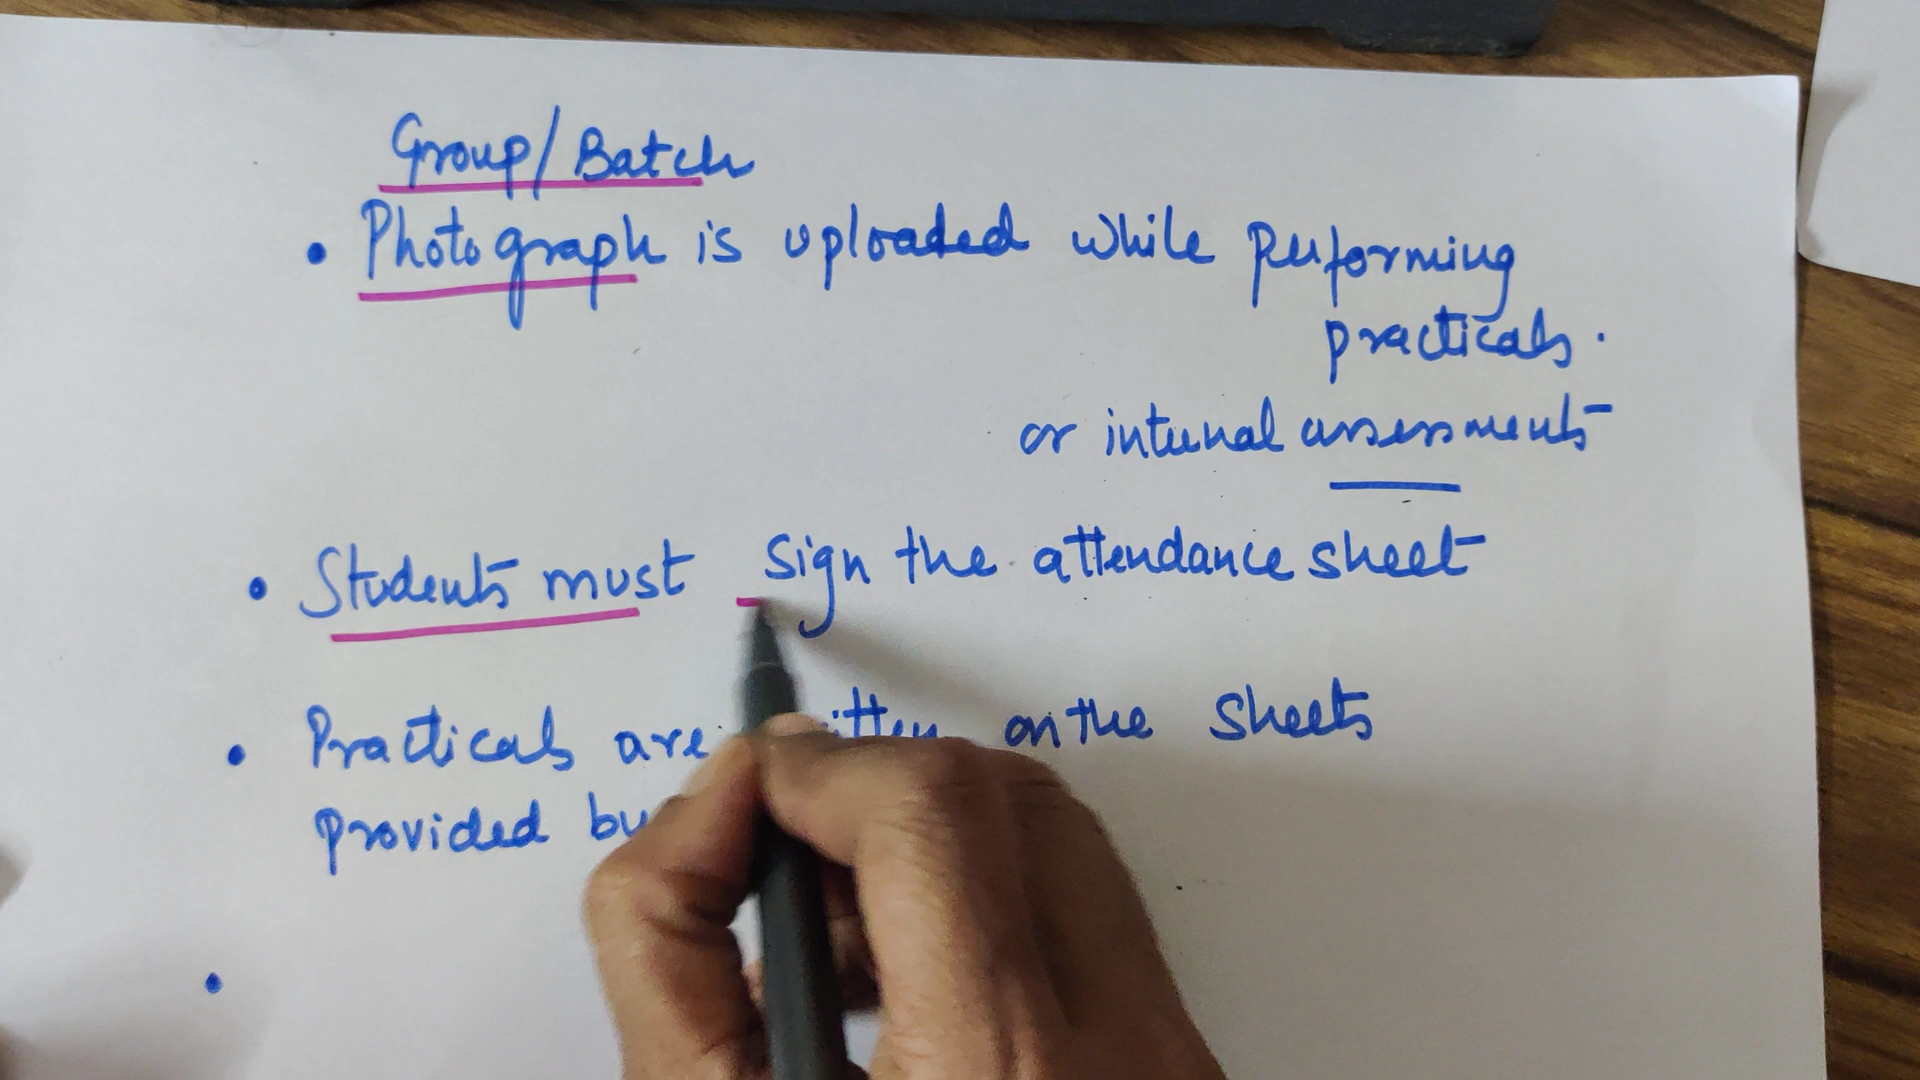 Group/Batch
• Photograph is uploaded while performing
practicals.
or internal assessments
• Students must sign the attendance sheet
• Practicals are on the sheets
provided by
•